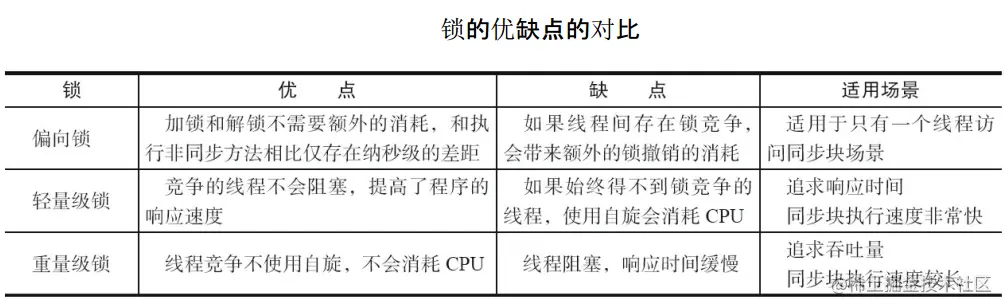 锁的优缺点的对比
锁 优 点 缺 点 适用场景
偏向锁
加锁和解锁不需要额外的消耗，和执
行非同步方法相比仅存在纳秒级的差距
如果线程间存在锁竞争，
会带来额外的锁撤销的消耗
适用于只有一个线程访
问同步块场景
轻量级锁
竞争的线程不会阻塞，提高了程序的
响应速度
如果始终得不到锁竞争的
线程，使用自旋会消耗 CPU
追求响应时间
同步块执行速度非常快
重量级锁
线程竞争不使用自旋，不会消耗 CPU
线程阻塞，响应时间缓慢
追求吞吐量
同步块执行速度较长
@稀土掘金技术社区